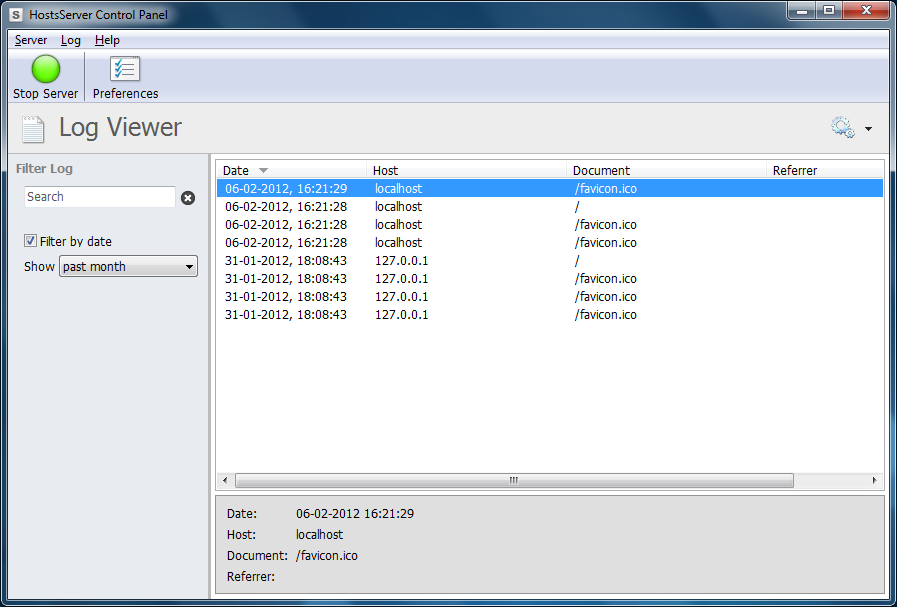 S HostsServer Control Panel
Server Log Help
Stop Server Preferences
Log Viewer
Filter Log
Search
Filter by date
Show past month
Date Host Document Referrer
06-02-2012, 16:21:29 localhost /favicon.ico
06-02-2012, 16:21:28 localhost /
06-02-2012, 16:21:28 localhost /favicon.ico
06-02-2012, 16:21:28 localhost /favicon.ico
31-01-2012, 18:08:43 127.0.0.1 /
31-01-2012, 18:08:43 127.0.0.1 /favicon.ico
31-01-2012, 18:08:43 127.0.0.1 /favicon.ico
31-01-2012, 18:08:43 127.0.0.1 /favicon.ico
Date: 06-02-2012 16:21:29
Host: localhost
Document: /favicon.ico
Referrer: